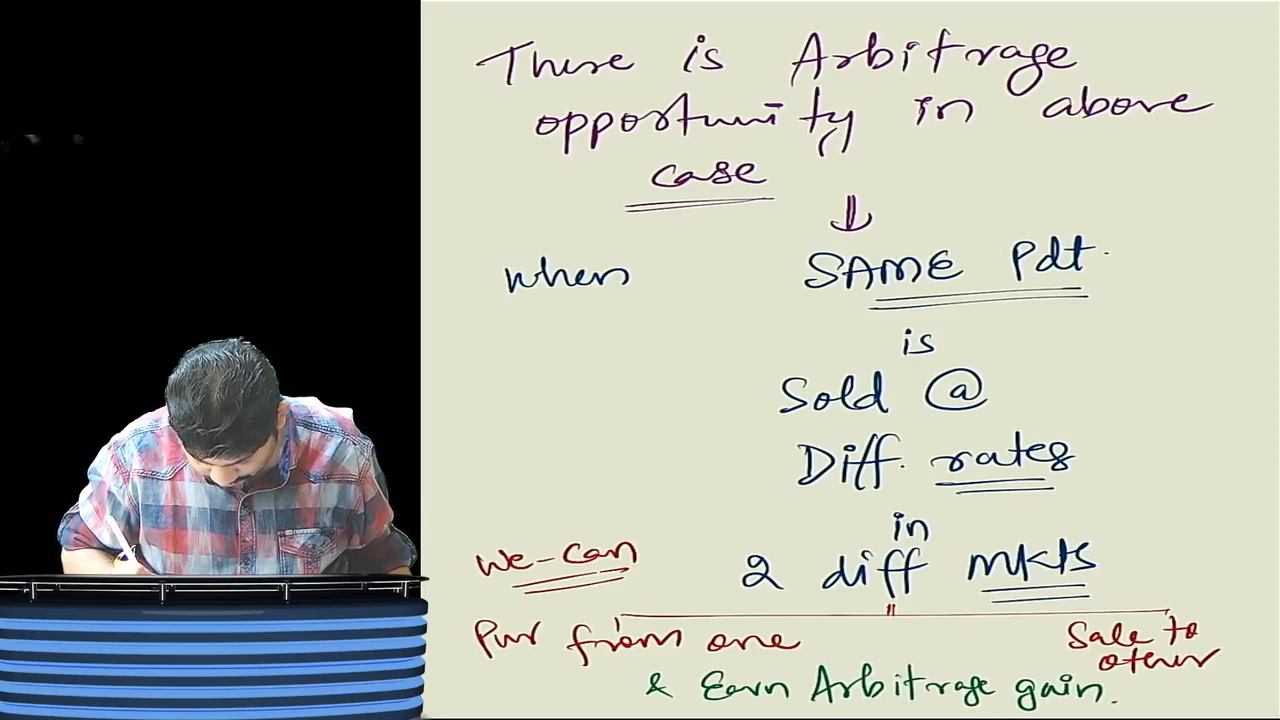 There is Arbitrage
opportunity in above
case
↓
when SAME Pdt.
is
Sold @
Diff. rates
in
we-can 2 diff mkts
Pur from one Sale to
other
& Earn Arbitrage gain.